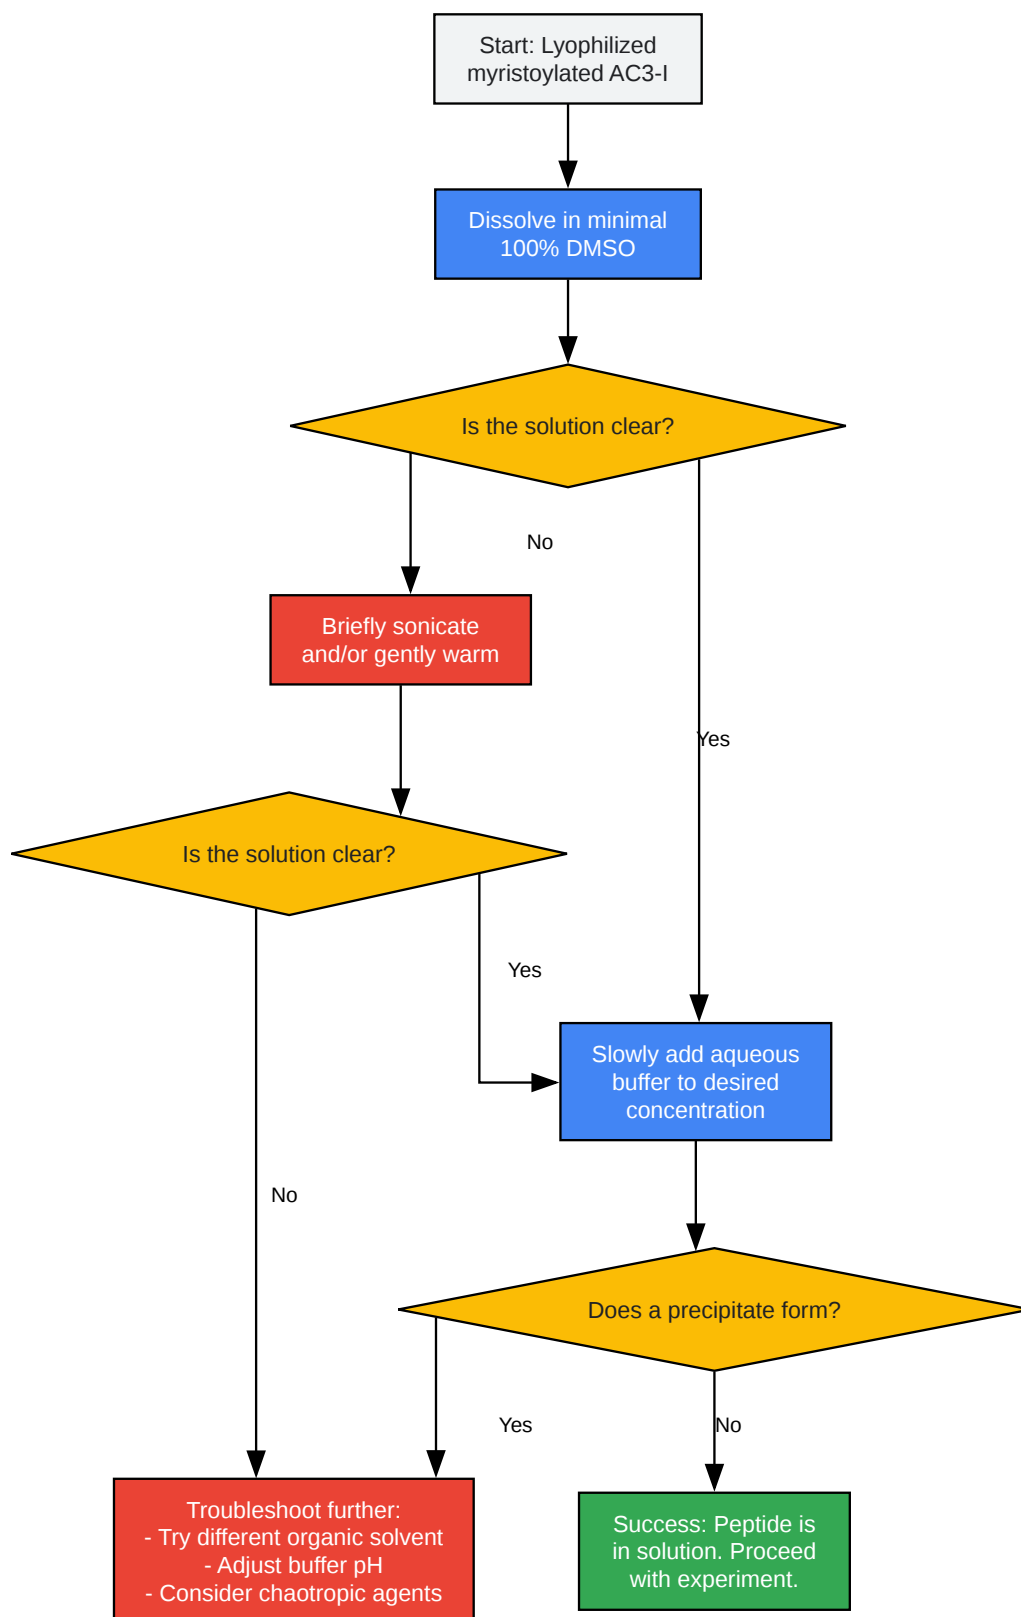 Start: Lyophilized
myristoylated AC3-I
Dissolve in minimal
100% DMSO
Is the solution clear?
No
Briefly sonicate
and/or gently warm
Yes
Is the solution clear?
Yes
Slowly add aqueous
buffer to desired
concentration
No
Does a precipitate form?
Yes
No
Troubleshoot further:
- Try different organic solvent
- Adjust buffer pH
- Consider chaotropic agents
Success: Peptide is
in solution. Proceed
with experiment.